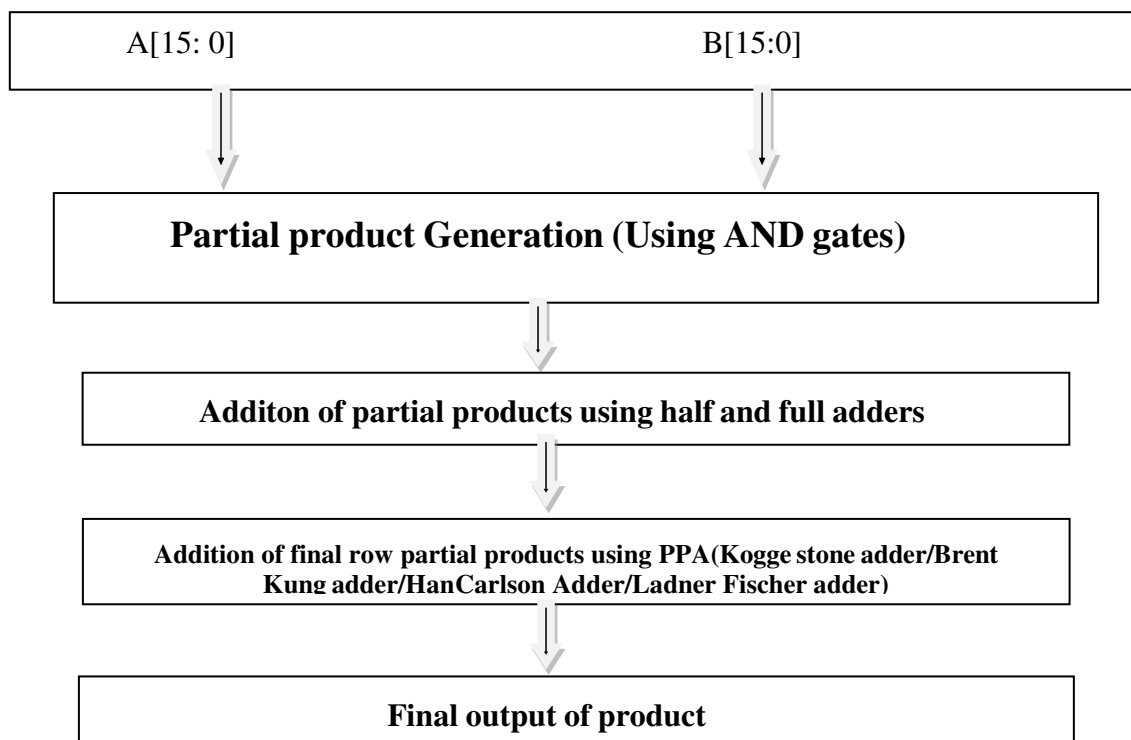 A[15: 0] B[15:0]
Partial product Generation (Using AND gates)
Additon of partial products using half and full adders
Addition of final row partial products using PPA(Kogge stone adder/Brent
Kung adder/HanCarlson Adder/Ladner Fischer adder)
Final output of product